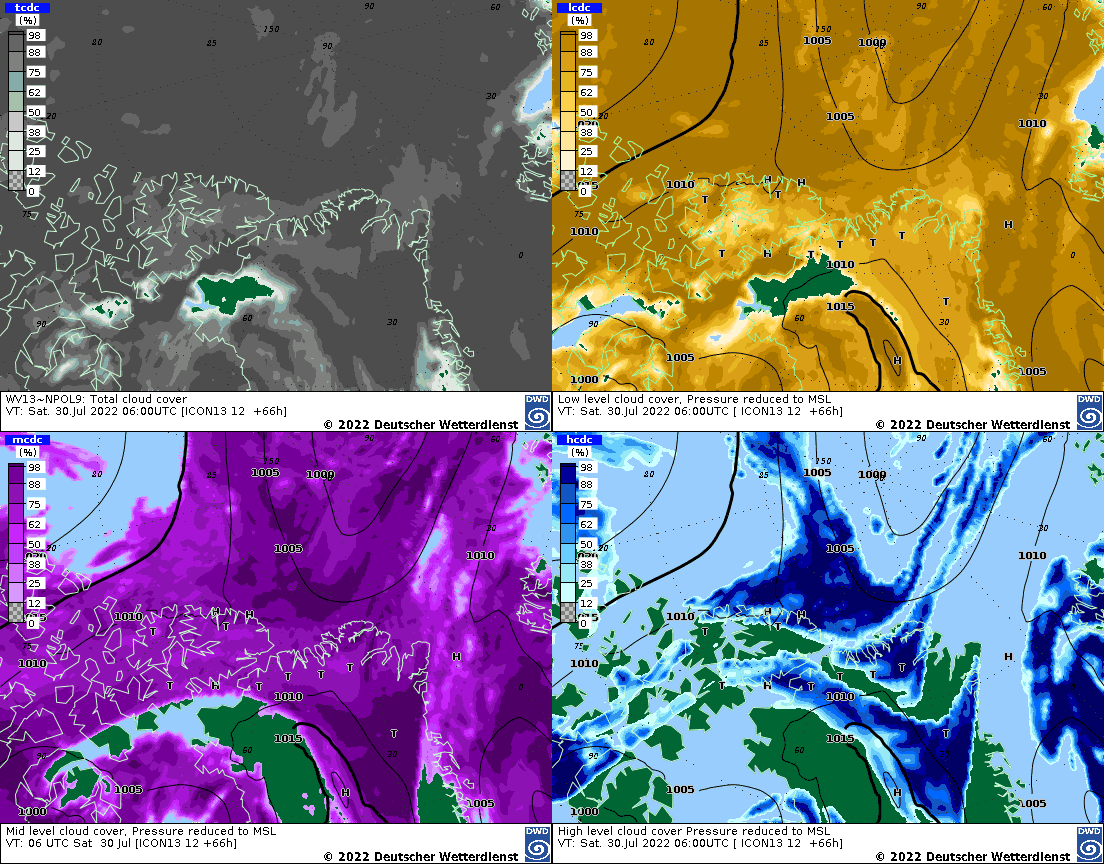 tcdc
(%)
98
88
75
62
50
38
25
12
0
80
85
150
90
90
60
30
20
75
0
90
60
30
WV13~NPOL9: Total cloud cover
VT: Sat. 30.Jul 2022 06:00UTC [ICON13 12 +66h]
DWD
© 2022 Deutscher Wetterdienst
lcdc
(%)
98
88
75
62
50
38
25
12
0
80
85
150
1005
1000
90
60
30
1005
1010
20
1010
H
H
T
T
75
1010
H
T
T
T
T
H
T
0
1010
1015
T
90
30
1005
H
1005
1000
Low level cloud cover, Pressure reduced to MSL
VT: Sat. 30.Jul 2022 06:00UTC [ ICON13 12 +66h]
DWD
© 2022 Deutscher Wetterdienst
mcdc
(%)
98
88
75
62
50
38
25
12
0
80
85
150
1005
1000
90
60
30
1005
1010
20
1010
H
H
T
T
75
1010
H
T
T
T
T
H
T
0
1010
1015
T
90
60
30
1005
H
1005
1000
Mid level cloud cover, Pressure reduced to MSL
VT: 06 UTC Sat 30 Jul [ICON13 12 +66h]
DWD
© 2022 Deutscher Wetterdienst
hcdc
(%)
98
88
75
62
50
38
25
12
0
80
85
150
1005
1000
90
60
30
1005
1010
20
1010
H
H
T
T
75
1010
H
T
T
T
T
H
T
0
1010
1015
T
90
60
30
1005
H
1005
1000
High level cloud cover Pressure reduced to MSL
VT: Sat. 30.Jul 2022 06:00UTC [ ICON13 12 +66h]
DWD
© 2022 Deutscher Wetterdienst